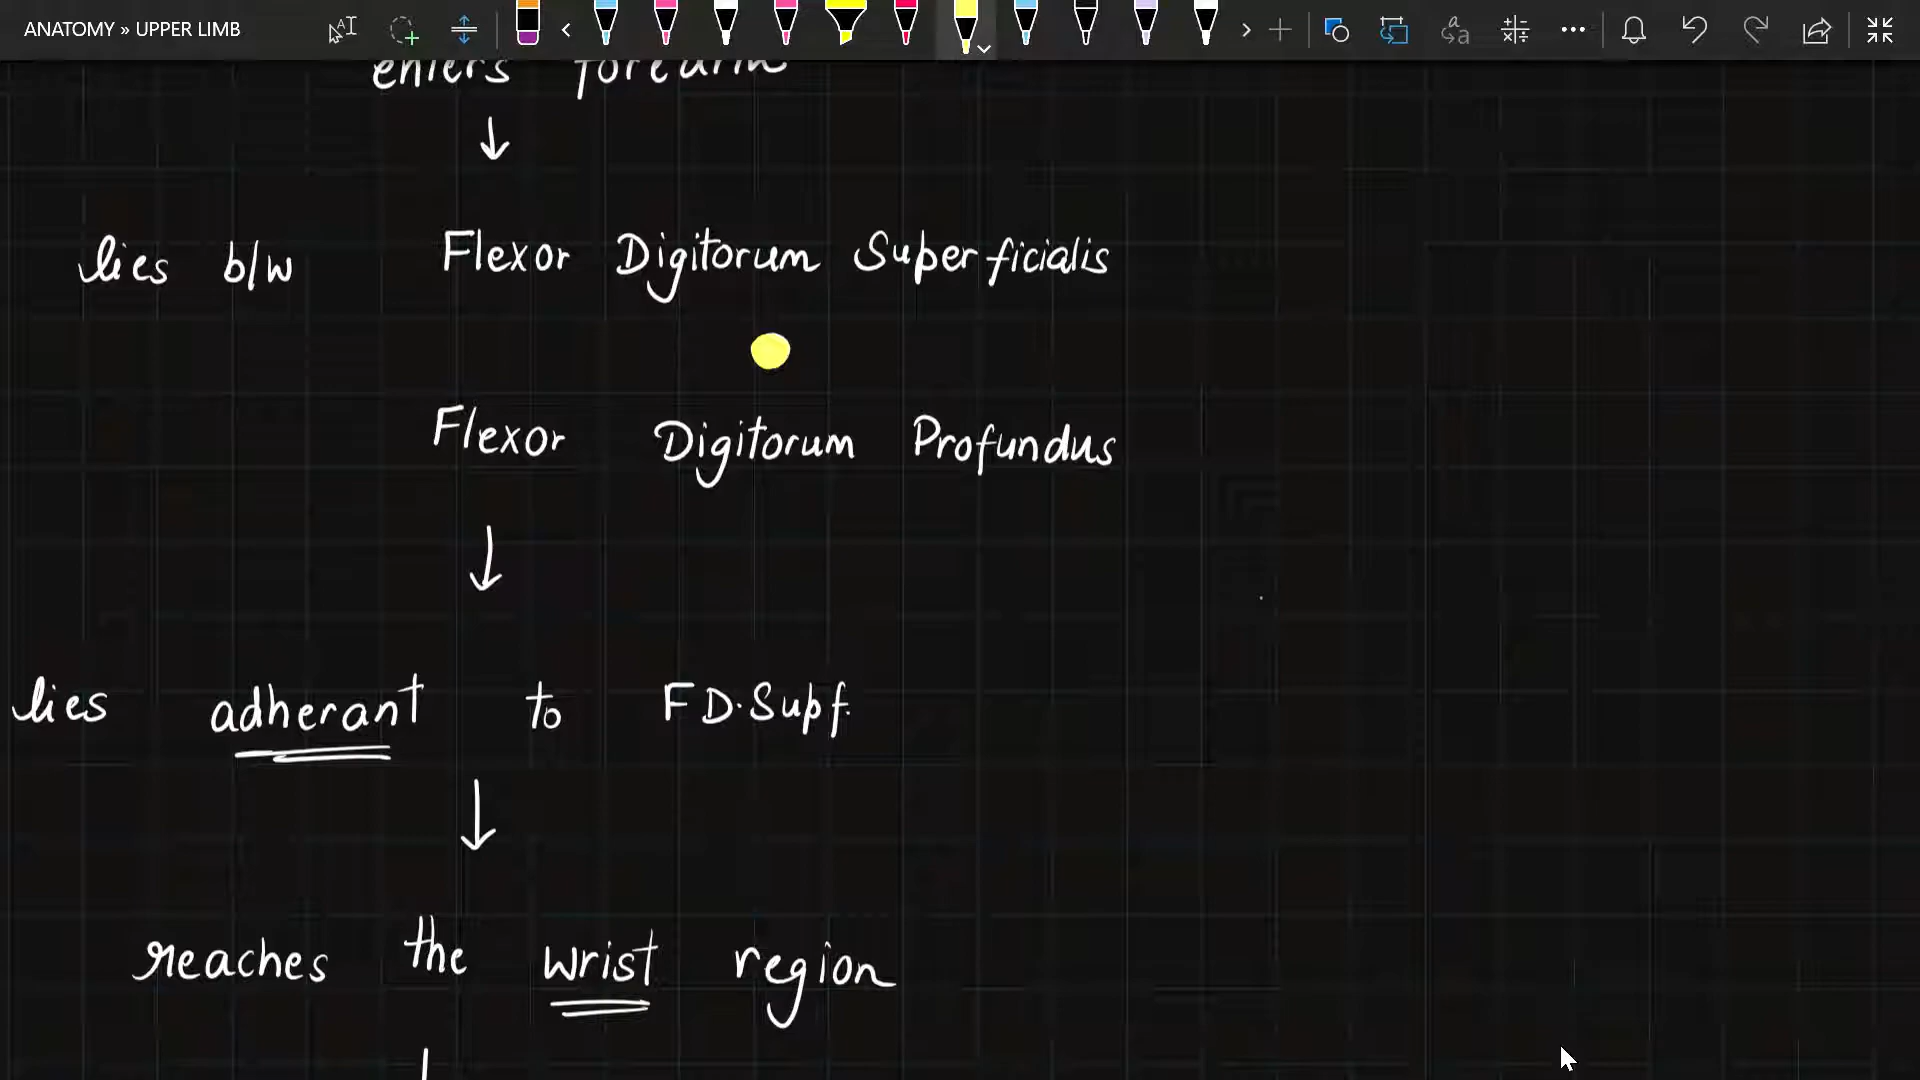 ANATOMY » UPPER LIMB
enters forearm
↓
lies b/w Flexor Digitorum Superficialis
Flexor Digitorum Profundus
↓
lies adherant to FD.Supf.
↓
reaches the wrist region